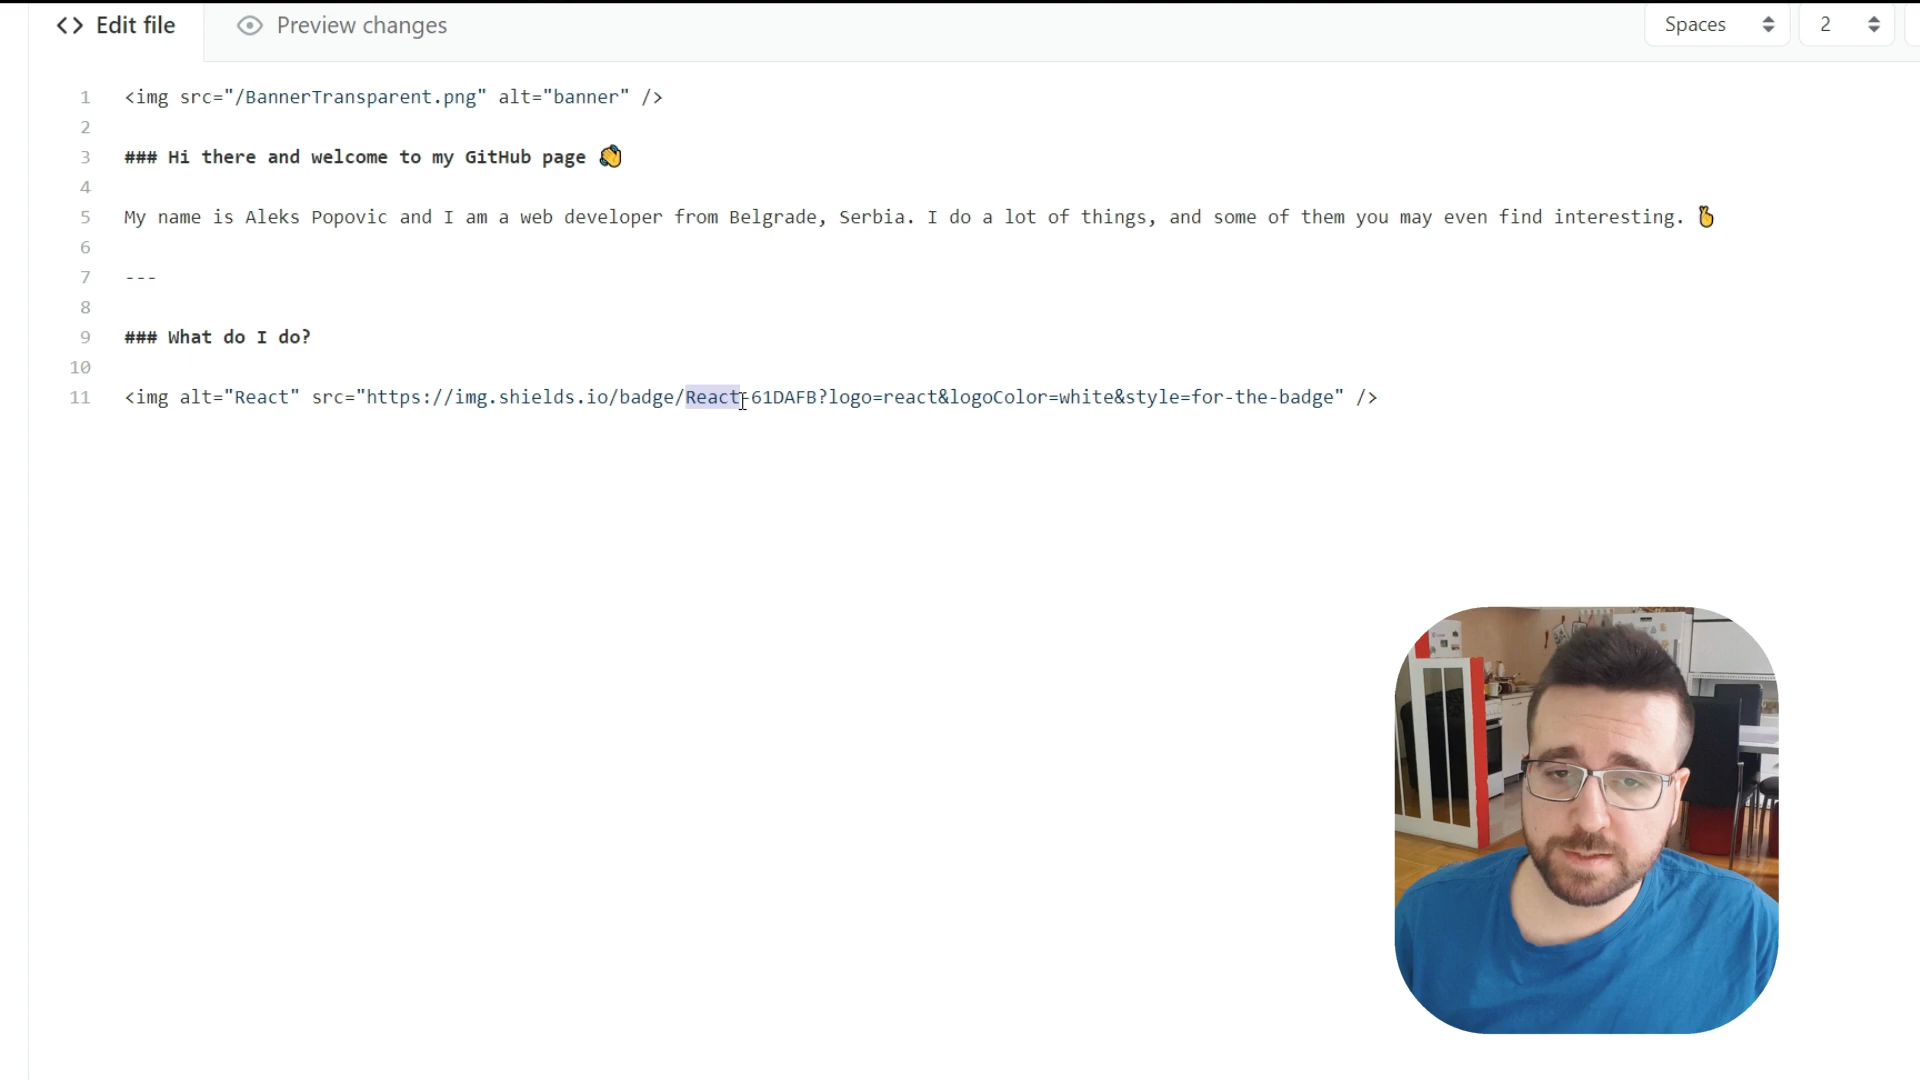 Edit file
Preview changes
Spaces
2
1 <img src="/BannerTransparent.png" alt="banner" />
2
3 ### Hi there and welcome to my GitHub page 👋
4
5 My name is Aleks Popovic and I am a web developer from Belgrade, Serbia. I do a lot of things, and some of them you may even find interesting. 🫰
6
7 ---
8
9 ### What do I do?
10
11 <img alt="React" src="https://img.shields.io/badge/React-61DAFB?logo=react&logoColor=white&style=for-the-badge" />